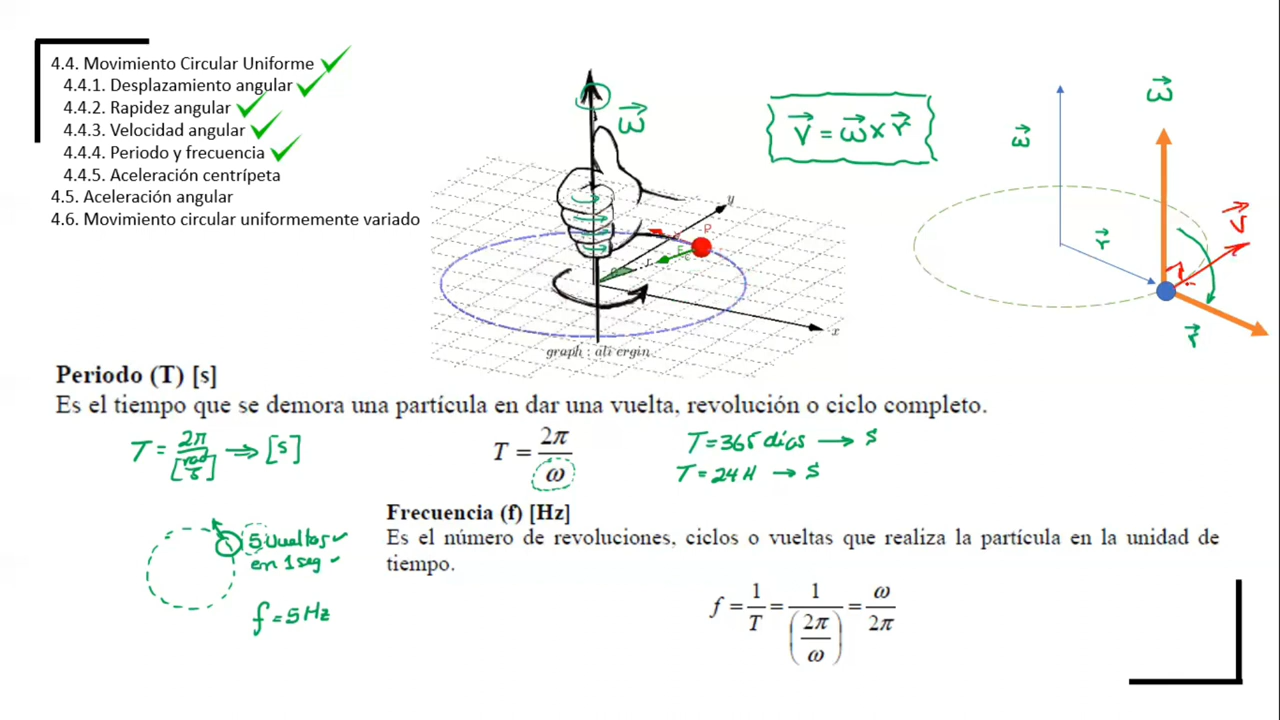 4.4. Movimiento Circular Uniforme
4.4.1. Desplazamiento angular
4.4.2. Rapidez angular
4.4.3. Velocidad angular
4.4.4. Periodo y frecuencia
4.4.5. Aceleración centrípeta
4.5. Aceleración angular
4.6. Movimiento circular uniformemente variado
ω⃗
y
P
r
x
graph : ali ergin
V⃗ = ω⃗ × r⃗
ω⃗
ω⃗
r⃗
V⃗
r⃗
Periodo (T) [s]
Es el tiempo que se demora una partícula en dar una vuelta, revolución o ciclo completo.
T = 2π / [rad/s] ⇒ [s]
T = 2π / ω
T = 365 días → s
T = 24 H → s
5 vueltas
en 1 seg
f = 5 Hz
Frecuencia (f) [Hz]
Es el número de revoluciones, ciclos o vueltas que realiza la partícula en la unidad de
tiempo.
f = 1/T = 1/(2π/ω) = ω/2π